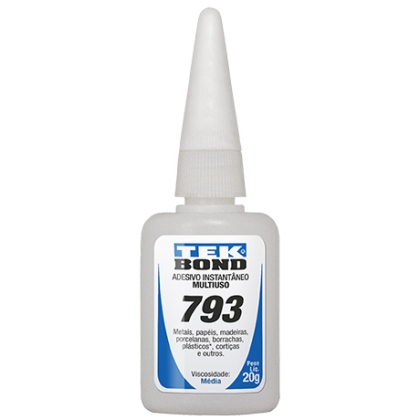 TEK
BOND
ADESIVO INSTANTÂNEO
MULTIUSO
793
Metais, papéis, madeiras,
porcelanas, borrachas,
plásticos*, cortiças
e outros.
Viscosidade:
Média
Peso
Líq.
20g